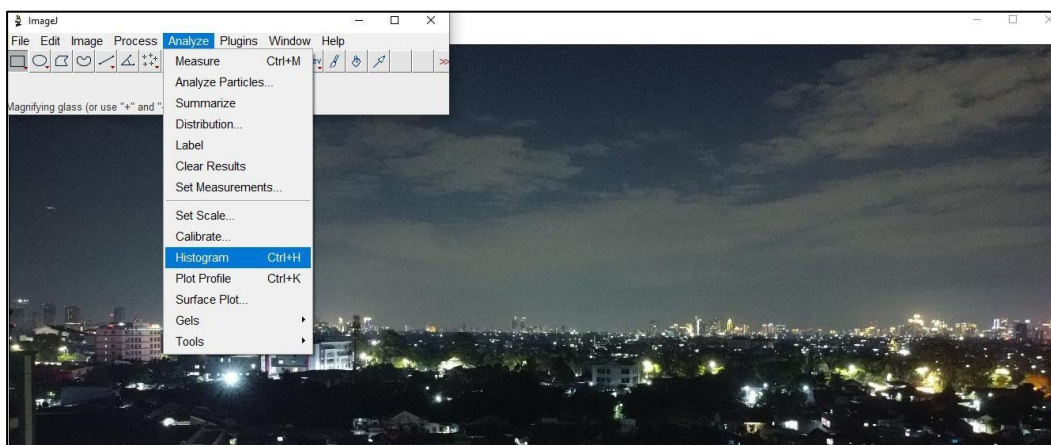 ImageJ
File Edit Image Process Analyze Plugins Window Help
Magnifying glass (or use "+" and "-
Measure Ctrl+M
Analyze Particles...
Summarize
Distribution...
Label
Clear Results
Set Measurements...
Set Scale...
Calibrate...
Histogram Ctrl+H
Plot Profile Ctrl+K
Surface Plot...
Gels
Tools